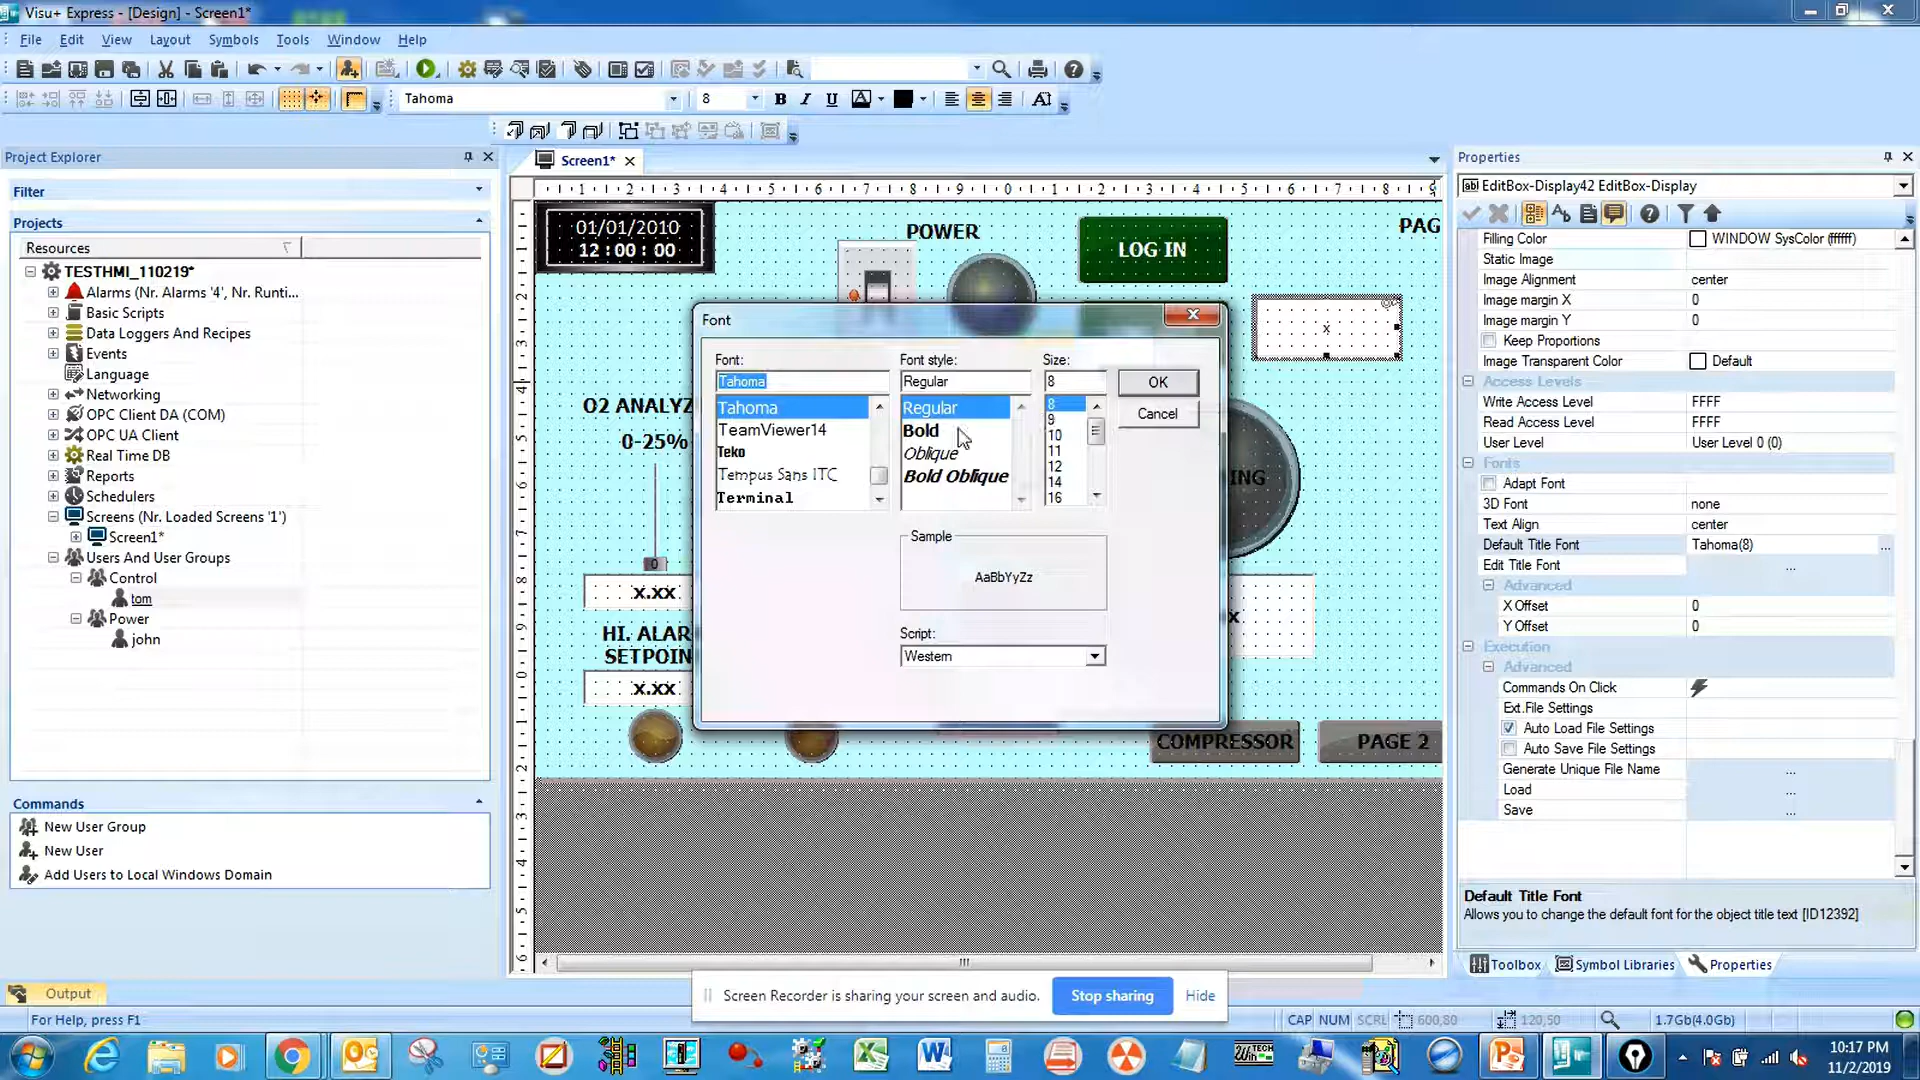 Visu+ Express - [Design] - Screen1*
File Edit View Layout Symbols Tools Window Help
Tahoma 8 B I U
Project Explorer
Filter
Projects
Resources
TESTHMI_110219*
Alarms (Nr. Alarms '4', Nr. Runti...
Basic Scripts
Data Loggers And Recipes
Events
Language
Networking
OPC Client DA (COM)
OPC UA Client
Real Time DB
Reports
Schedulers
Screens (Nr. Loaded Screens '1')
Screen1*
Users And User Groups
Control
tom
Power
john
Commands
New User Group
New User
Add Users to Local Windows Domain
Output
For Help, press F1
Screen1*
01/01/2010
12:00:00
POWER
LOG IN
PAG
x
O2 ANALYZ
0-25%
0
x.xx
HI. ALAR
SETPOIN
x.xx
NG
x
COMPRESSOR
PAGE 2
Font
Font:
Tahoma
Tahoma
TeamViewer14
Teko
Tempus Sans ITC
Terminal
Font style:
Regular
Regular
Bold
Oblique
Bold Oblique
Size:
8
8
9
10
11
12
14
16
OK
Cancel
Sample
AaBbYyZz
Script:
Western
Properties
EditBox-Display42 EditBox-Display
Filling Color WINDOW SysColor (ffffff)
Static Image
Image Alignment center
Image margin X 0
Image margin Y 0
Keep Proportions
Image Transparent Color Default
Access Levels
Write Access Level FFFF
Read Access Level FFFF
User Level User Level 0 (0)
Fonts
Adapt Font
3D Font none
Text Align center
Default Title Font Tahoma(8) ...
Edit Title Font ...
Advanced
X Offset 0
Y Offset 0
Execution
Advanced
Commands On Click
Ext.File Settings
Auto Load File Settings
Auto Save File Settings
Generate Unique File Name ...
Load ...
Save ...
Default Title Font
Allows you to change the default font for the object title text [ID12392]
Toolbox Symbol Libraries Properties
Screen Recorder is sharing your screen and audio. Stop sharing Hide
CAP NUM SCRL 600,80 120,50 1.7Gb(4.0Gb)
10:17 PM
11/2/2019